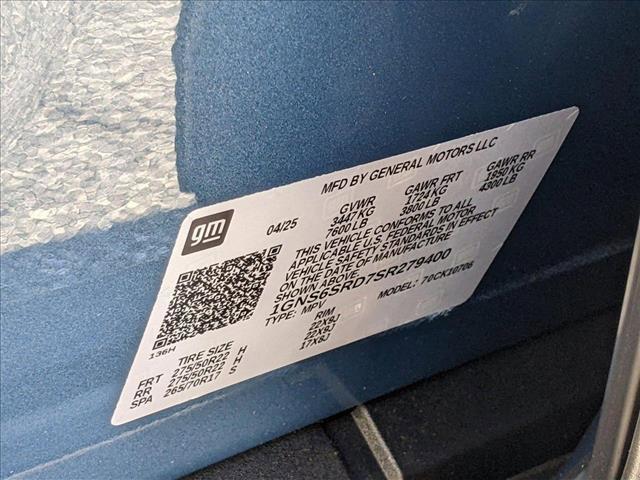 MFD BY GENERAL MOTORS LLC
gm
04/25 GVWR GAWR FRT GAWR RR
3447 KG 1724 KG 1950 KG
7600 LB 3800 LB 4300 LB
THIS VEHICLE CONFORMS TO ALL
APPLICABLE U.S. FEDERAL MOTOR
VEHICLE SAFETY STANDARDS IN EFFECT
ON THE DATE OF MANUFACTURE
SHOWN ABOVE.
1GNS6SRD7SR279400
TYPE: MPV MODEL: 70CK10706
136H
TIRE SIZE RIM
FRT 275/50R22 H 22X9J
RR 275/50R22 H 22X9J
SPA 265/70R17 S 17X8J